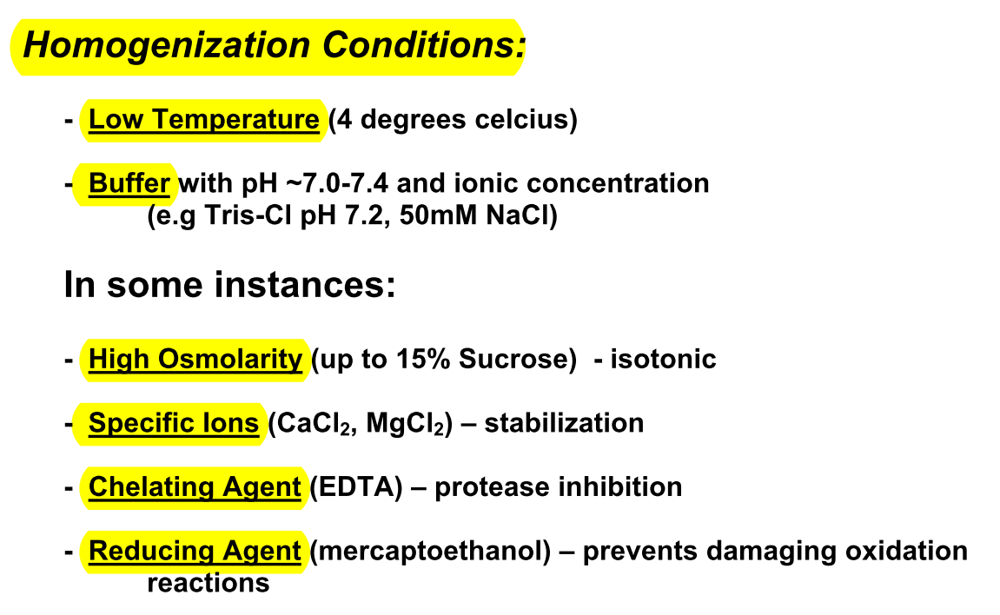 Homogenization Conditions:
- Low Temperature (4 degrees celcius)
- Buffer with pH ~7.0-7.4 and ionic concentration
(e.g Tris-Cl pH 7.2, 50mM NaCl)
In some instances:
- High Osmolarity (up to 15% Sucrose)  - isotonic
- Specific Ions (CaCl₂, MgCl₂) – stabilization
- Chelating Agent (EDTA) – protease inhibition
- Reducing Agent (mercaptoethanol) – prevents damaging oxidation
reactions